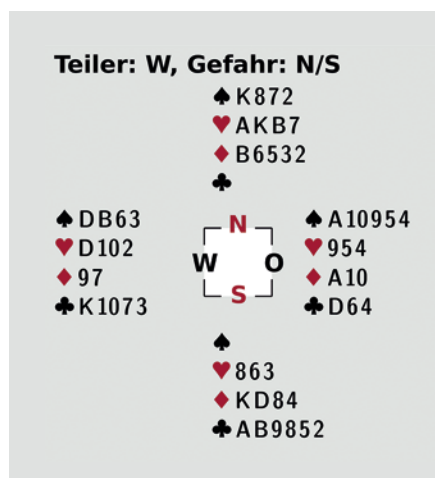 Teiler: W, Gefahr: N/S
♠K872
♥AKB7
♦B6532
♣
♠DB63
♥D102
♦97
♣K1073
N
W O
S
♠A10954
♥954
♦A10
♣D64
♠
♥863
♦KD84
♣AB9852